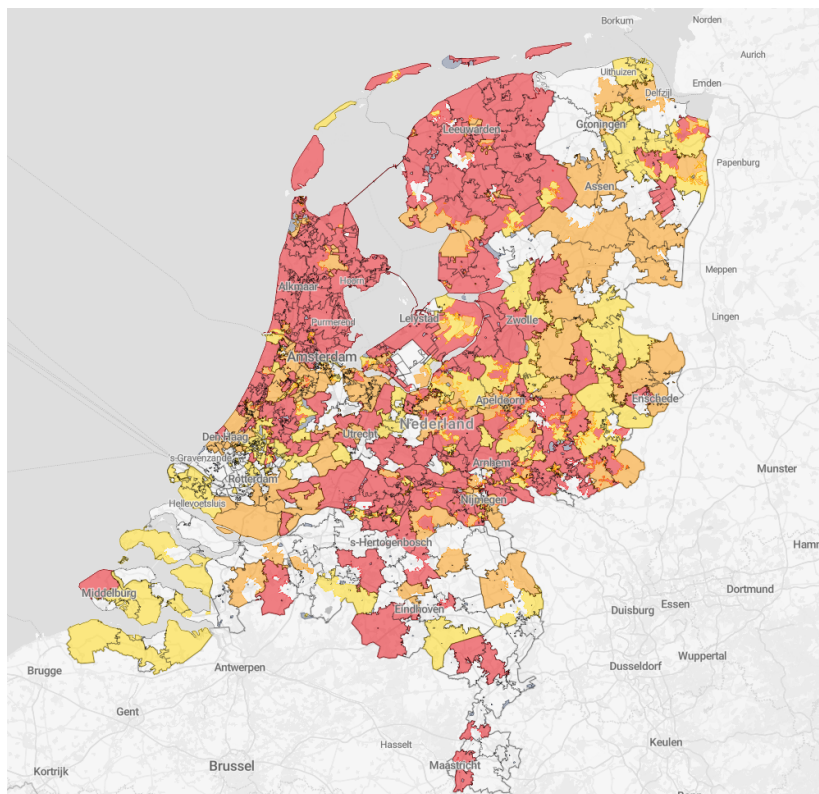 Borkum
Norden
Aurich
Uithuizen
Emden
Delfzijl
Leeuwarden
Groningen
Papenburg
Assen
Meppen
Alkmaar
Hoorn
Lingen
Purmerend
Lelystad
Zwolle
Amsterdam
Apeldoorn
Enschede
Nederland
Den Haag
Utrecht
's-Gravenzande
Arnhem
Munster
Rotterdam
Nijmegen
Hellevoetsluis
's-Hertogenbosch
Hamm
Middelburg
Dortmund
Eindhoven
Duisburg
Essen
Brugge
Antwerpen
Dusseldorf
Wuppertal
Gent
Hasselt
Keulen
Brussel
Maastricht
Kortrijk